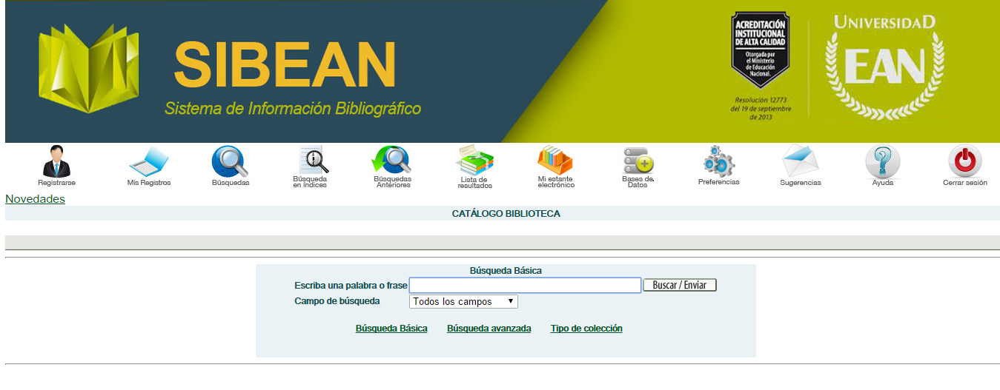 SIBEAN
Sistema de Información Bibliográfico
ACREDITACIÓN
INSTITUCIONAL
DE ALTA CALIDAD
Otorgada por
el Ministerio
de Educación
Nacional.
Resolución 12773
del 19 de septiembre
de 2013
UNIVERSIDAD
EAN
Registrarse
Mis Registros
Búsquedas
Búsqueda
en índices
Búsquedas
Anteriores
Lista de
resultados
Mi estante
electrónico
Bases de
Datos
Preferencias
Sugerencias
Ayuda
Cerrar sesión
Novedades
CATÁLOGO BIBLIOTECA
Búsqueda Básica
Escriba una palabra o frase
Buscar / Enviar
Campo de búsqueda
Todos los campos
Búsqueda Básica Búsqueda avanzada Tipo de colección